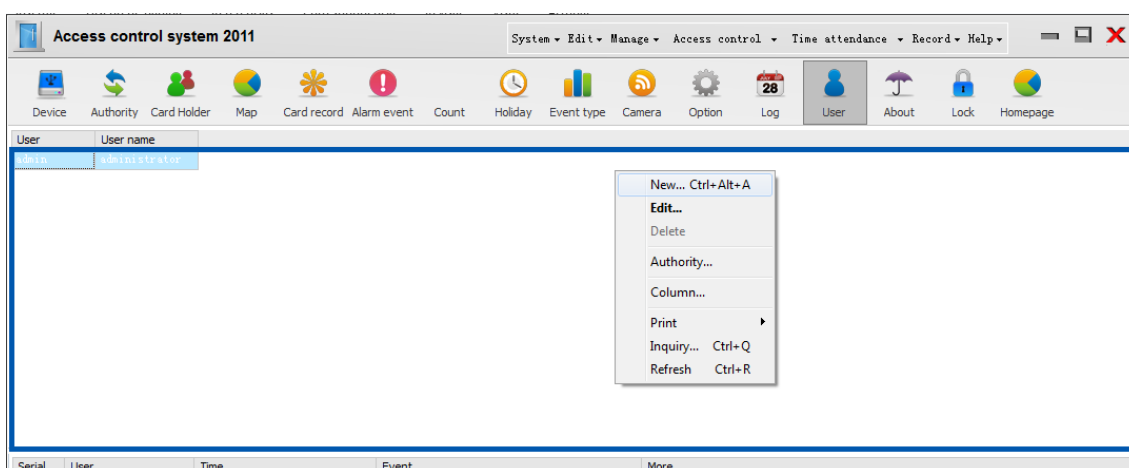 Access control system 2011
System Edit Manage Access control Time attendance Record Help
Device Authority Card Holder Map Card record Alarm event Count Holiday Event type Camera Option Log User About Lock Homepage
28
User User name
admin administrator
New... Ctrl+Alt+A
Edit...
Delete
Authority...
Column...
Print
Inquiry... Ctrl+Q
Refresh Ctrl+R
Serial User Time Event More